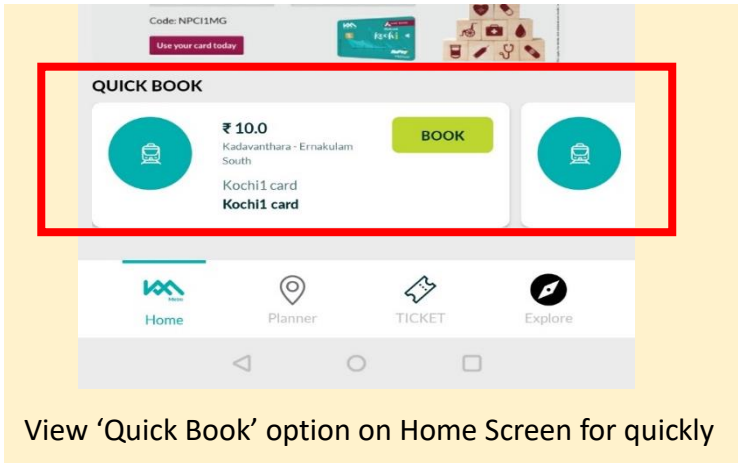 Code: NPCI1MG
Use your card today
QUICK BOOK
₹ 10.0
Kadavanthara - Ernakulam
South
BOOK
Kochi1 card
Kochi1 card
Home
Planner
TICKET
Explore
View ‘Quick Book’ option on Home Screen for quickly